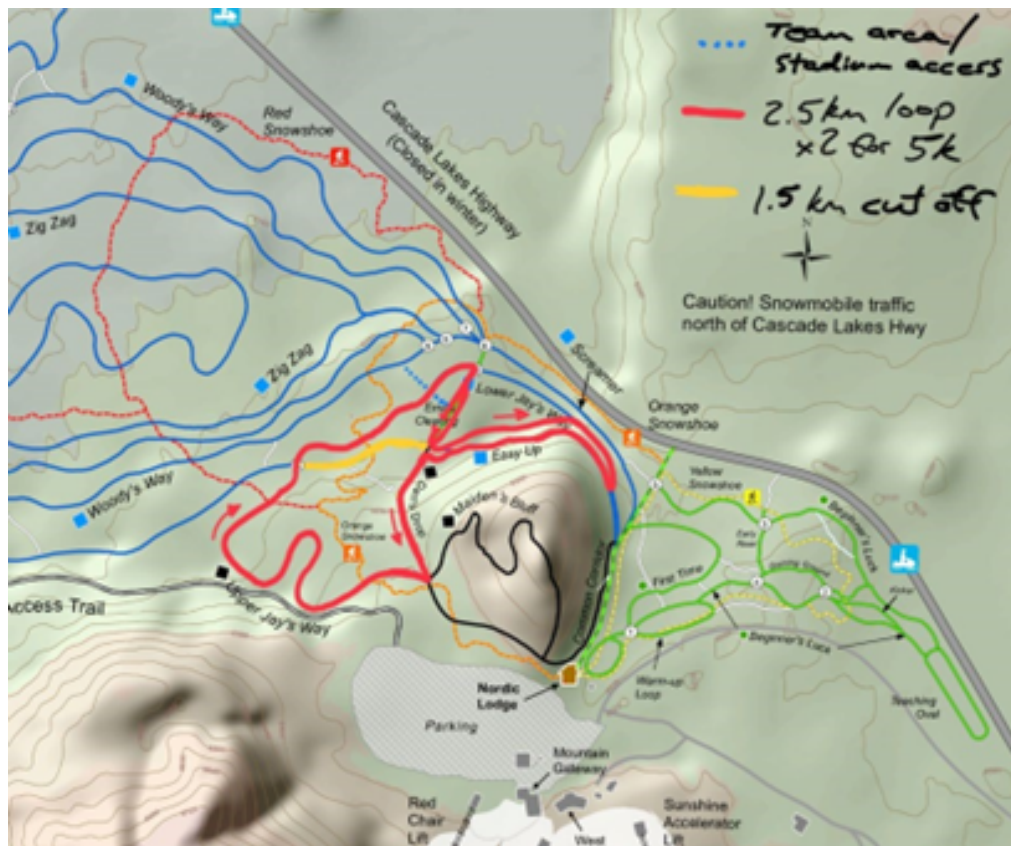 Team area/
stadium access
2.5km loop
x2 for 5k
1.5 km cut off
N
Caution! Snowmobile traffic
north of Cascade Lakes Hwy
Woody's Way
Red
Snowshoe
Cascade Lakes Highway
(Closed in winter)
Zig Zag
Zig Zag
Screamer
Lower Jay's Way
Orange
Snowshoe
Easy Up
Yellow
Snowshoe
Woody's Way
Maiden's Bluff
Beginner's Luck
Orange
Snowshoe
First Time
Common Corridor
Access Trail
Upper Jay's Way
Beginner's Luck
Nordic
Lodge
Warm-up
Loop
Teaching
Oval
Parking
Mountain
Gateway
Red
Chair
Lift
West
Sunshine
Accelerator
Lift